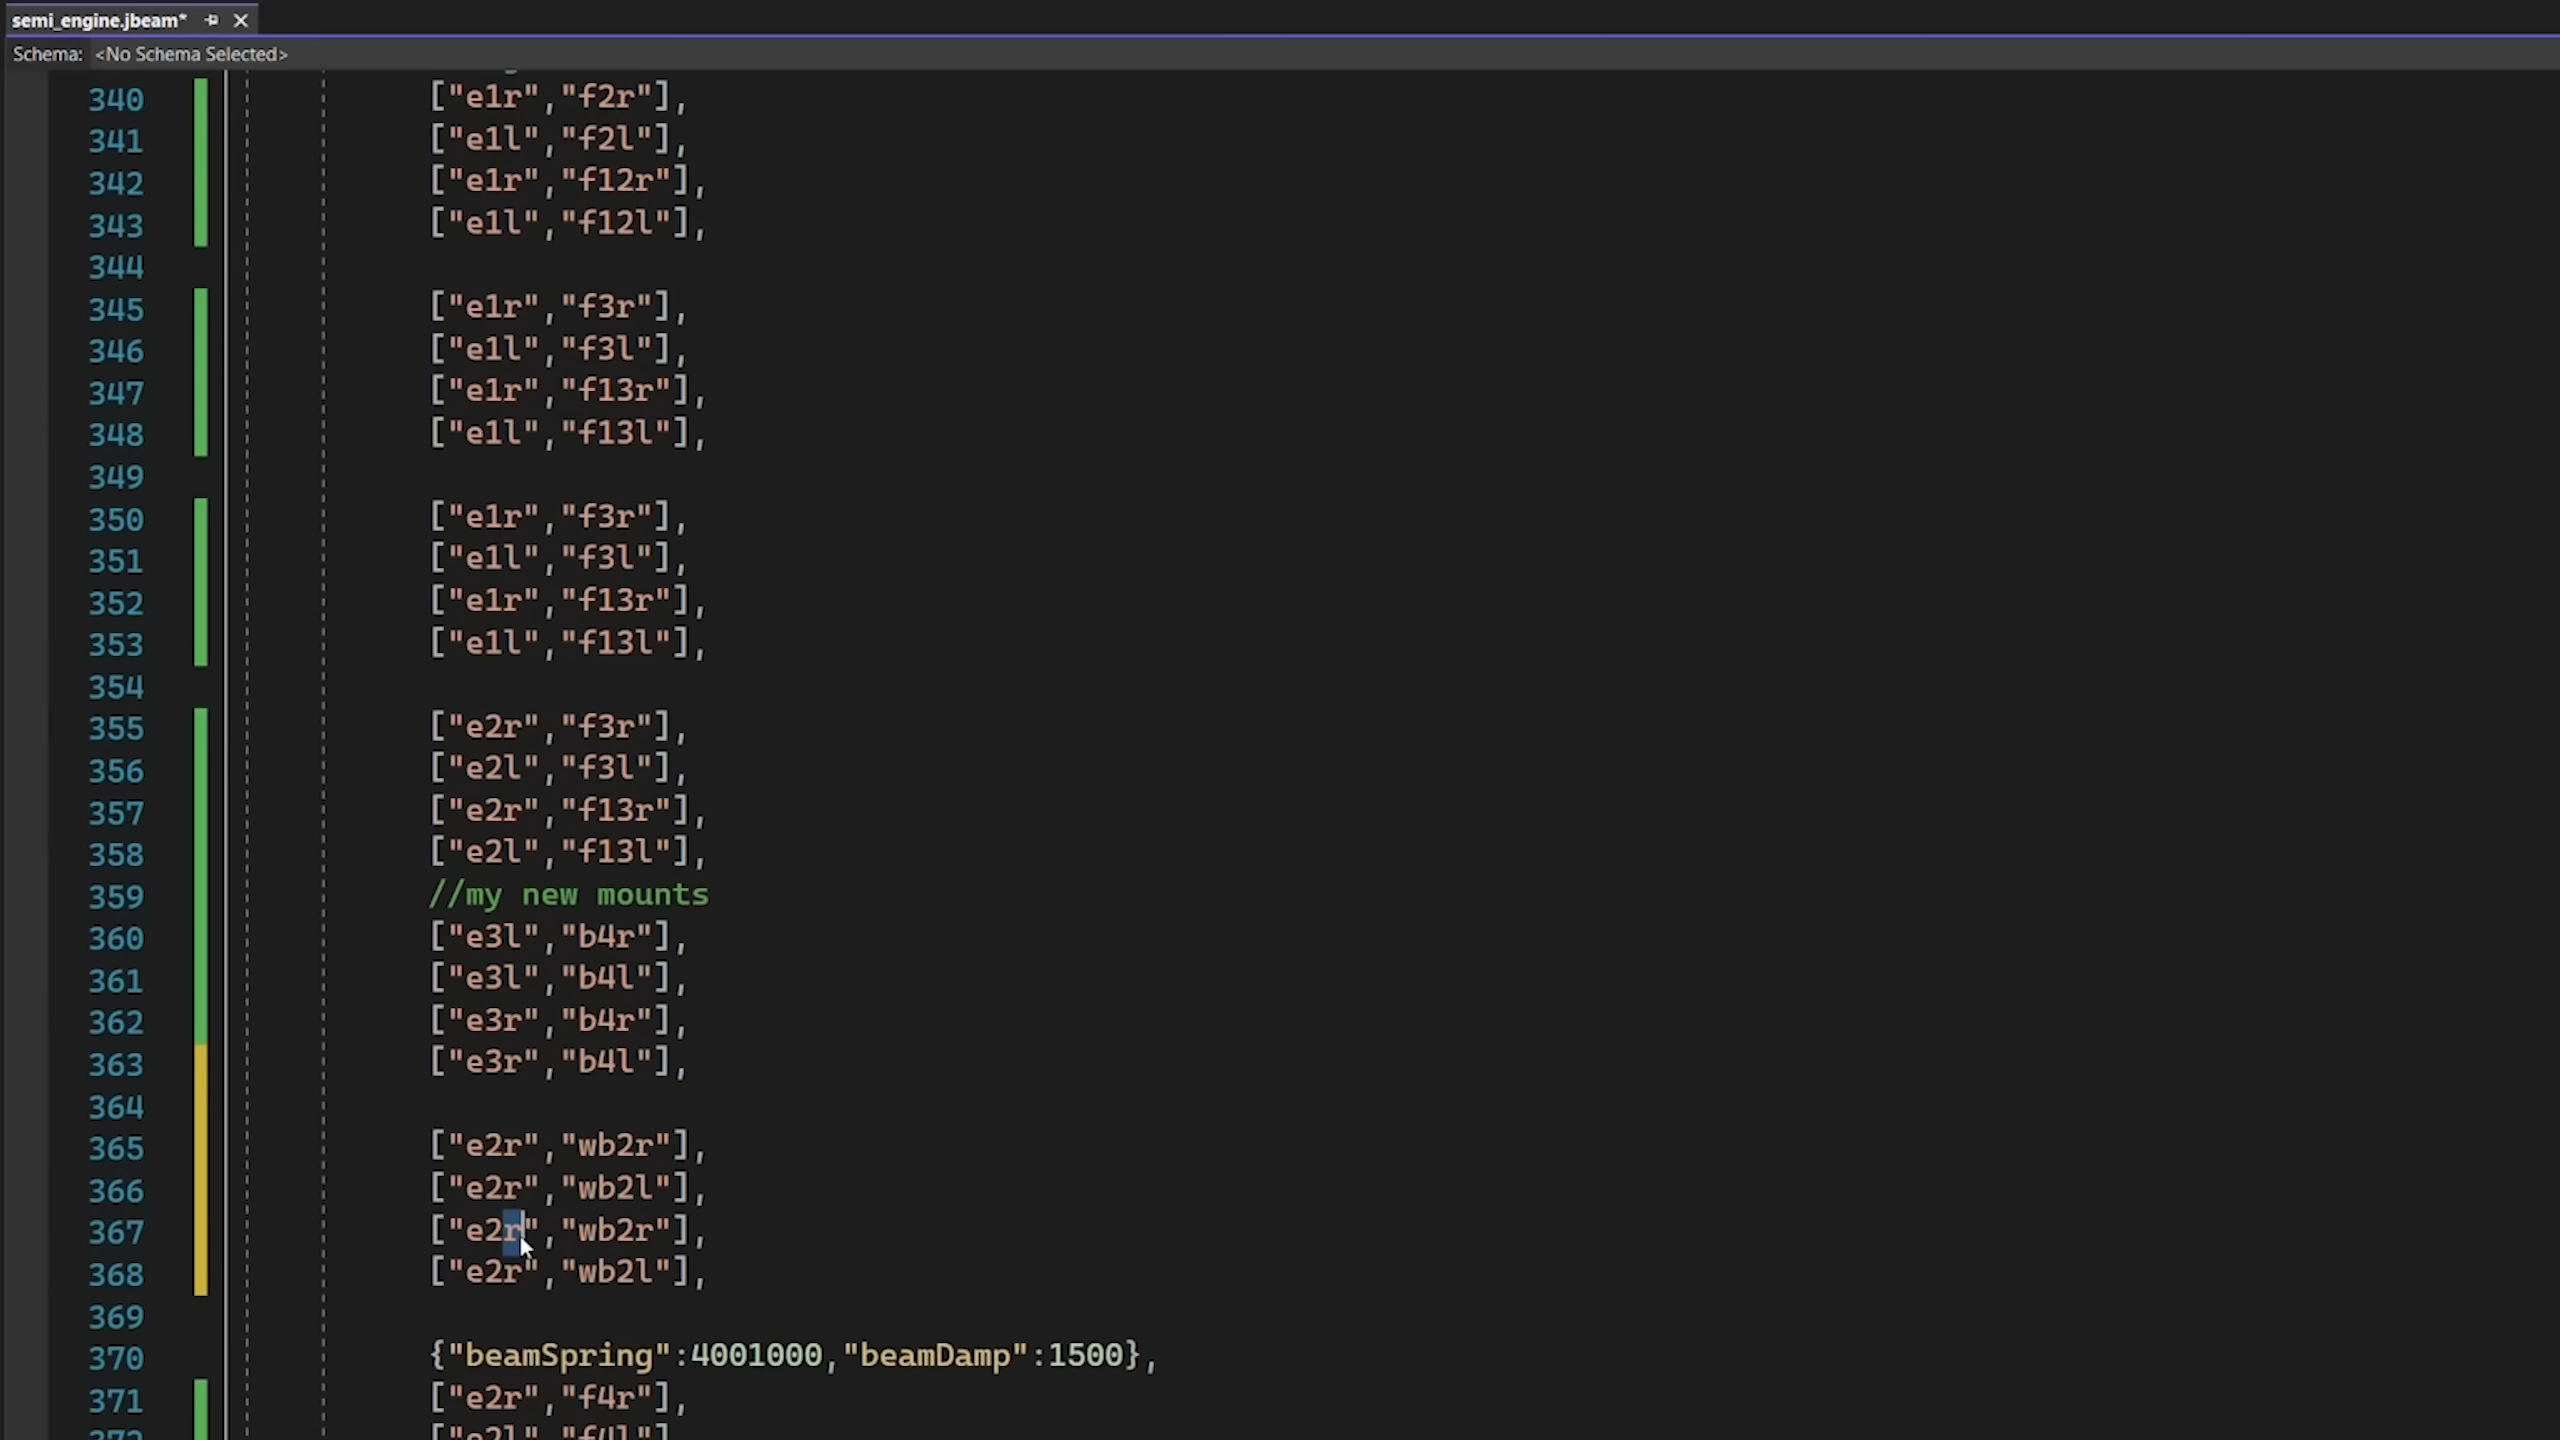 semi_engine.jbeam*
Schema: <No Schema Selected>
340 ["e1r","f2r"],
341 ["e1l","f2l"],
342 ["e1r","f12r"],
343 ["e1l","f12l"],
344
345 ["e1r","f3r"],
346 ["e1l","f3l"],
347 ["e1r","f13r"],
348 ["e1l","f13l"],
349
350 ["e1r","f3r"],
351 ["e1l","f3l"],
352 ["e1r","f13r"],
353 ["e1l","f13l"],
354
355 ["e2r","f3r"],
356 ["e2l","f3l"],
357 ["e2r","f13r"],
358 ["e2l","f13l"],
359 //my new mounts
360 ["e3l","b4r"],
361 ["e3l","b4l"],
362 ["e3r","b4r"],
363 ["e3r","b4l"],
364
365 ["e2r","wb2r"],
366 ["e2r","wb2l"],
367 ["e2r","wb2r"],
368 ["e2r","wb2l"],
369
370 {"beamSpring":4001000,"beamDamp":1500},
371 ["e2r","f4r"],
372 ["e2l","f4l"]